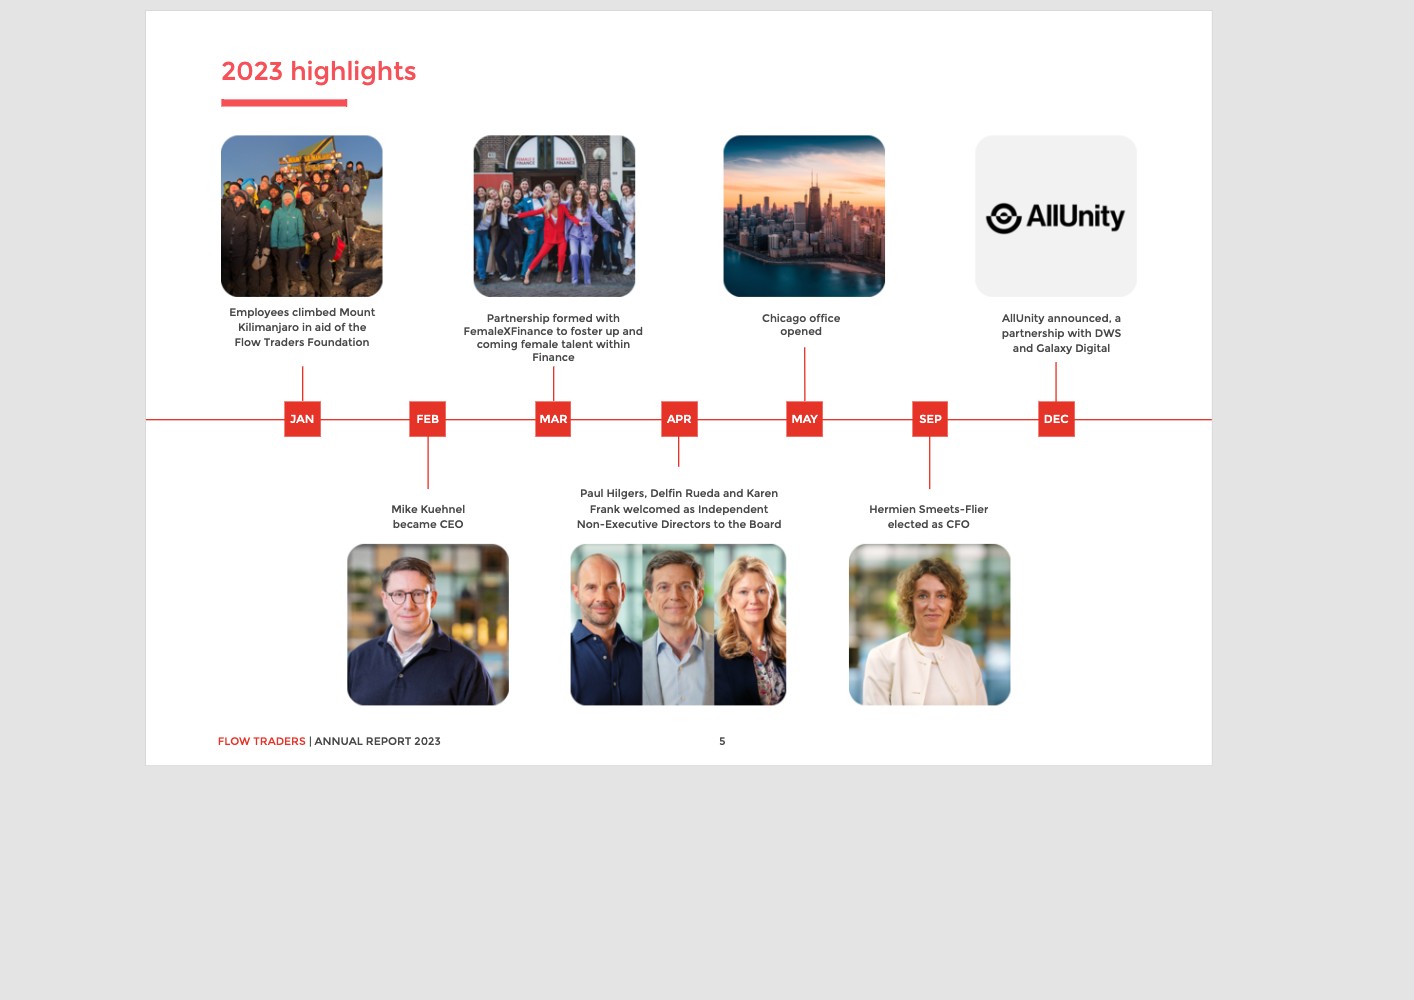 2023 highlights
FEMALE X
FINANCE
FEMALE X
FINANCE
AllUnity
Employees climbed Mount
Kilimanjaro in aid of the
Flow Traders Foundation
Partnership formed with
FemaleXFinance to foster up and
coming female talent within
Finance
Chicago office
opened
AllUnity announced, a
partnership with DWS
and Galaxy Digital
JAN
FEB
MAR
APR
MAY
SEP
DEC
Mike Kuehnel
became CEO
Paul Hilgers, Delfin Rueda and Karen
Frank welcomed as Independent
Non-Executive Directors to the Board
Hermien Smeets-Flier
elected as CFO
FLOW TRADERS | ANNUAL REPORT 2023
5